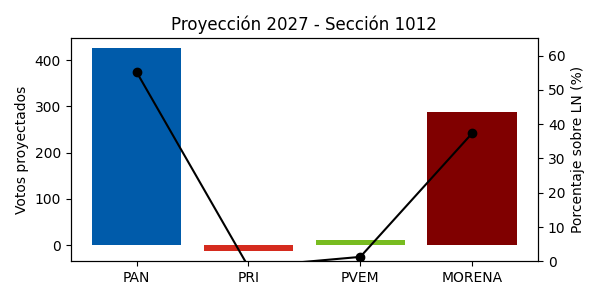 Proyección 2027 - Sección 1012
Votos proyectados
400
300
200
100
0
PAN
PRI
PVEM
MORENA
60
50
40
30
20
10
0
Porcentaje sobre LN (%)